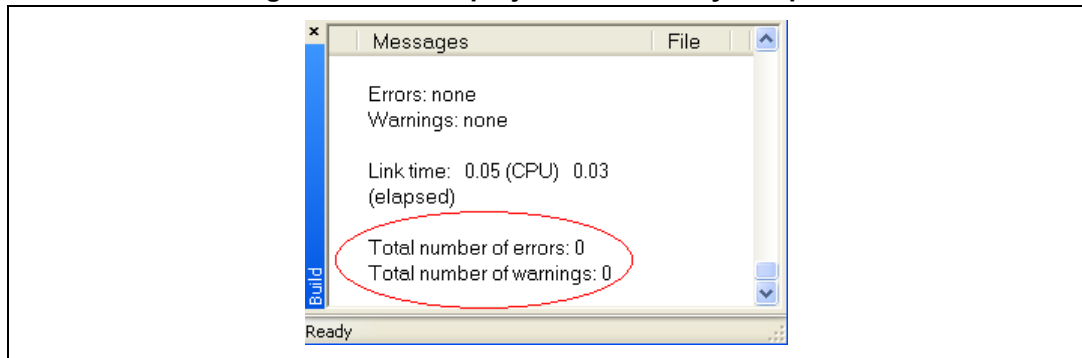 ×
Messages File
Errors: none
Warnings: none
Link time: 0.05 (CPU) 0.03
(elapsed)
Total number of errors: 0
Total number of warnings: 0
Build
Ready